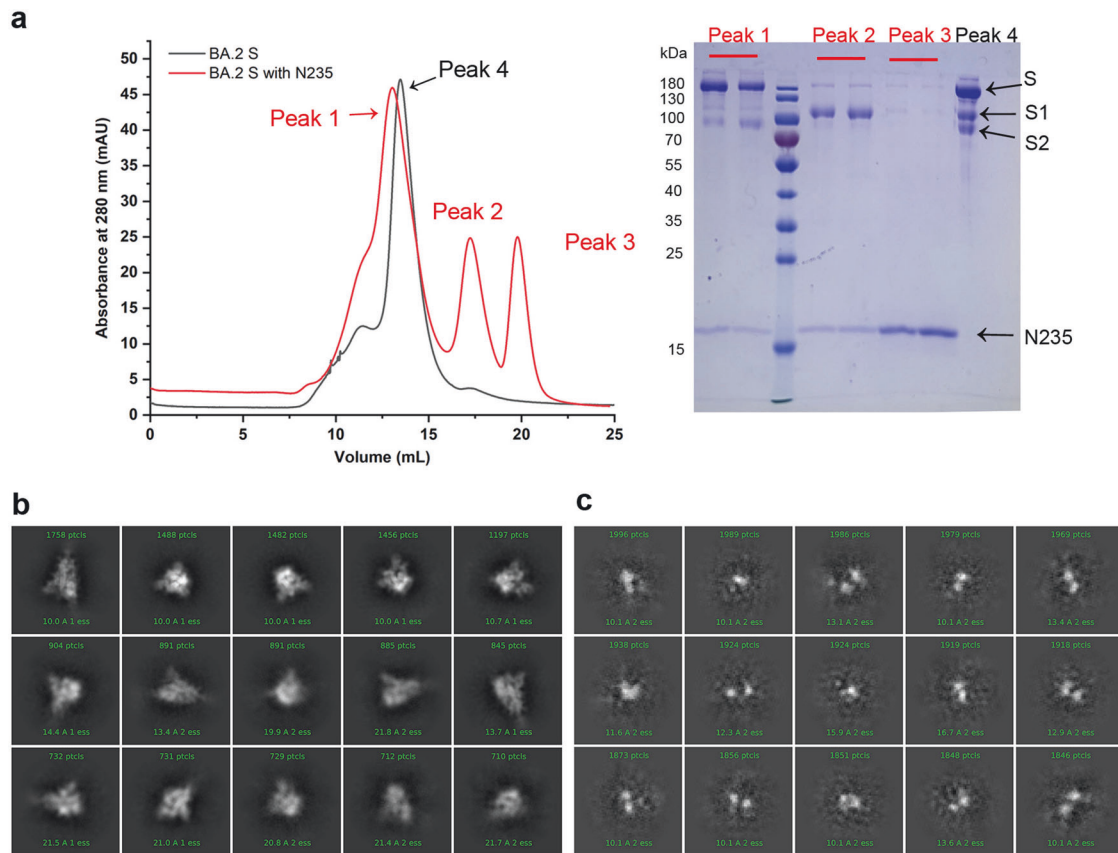 a
BA.2 S
BA.2 S with N235
Peak 4
Peak 1
Peak 2
Peak 3
Absorbance at 280 nm (mAU)
50
45
40
35
30
25
20
15
10
5
0
0 5 10 15 20 25
Volume (mL)
Peak 1 Peak 2 Peak 3 Peak 4
kDa
180
130
100
70
55
40
35
25
15
S
S1
S2
N235
b
1758 ptcls 1488 ptcls 1482 ptcls 1456 ptcls 1197 ptcls
10.0 A 1 ess 10.0 A 1 ess 10.0 A 1 ess 10.0 A 1 ess 10.7 A 1 ess
904 ptcls 891 ptcls 891 ptcls 885 ptcls 845 ptcls
14.4 A 1 ess 13.4 A 2 ess 19.9 A 2 ess 21.8 A 2 ess 13.7 A 1 ess
732 ptcls 731 ptcls 729 ptcls 712 ptcls 710 ptcls
21.5 A 1 ess 21.0 A 1 ess 20.8 A 2 ess 21.4 A 2 ess 21.7 A 2 ess
c
1996 ptcls 1989 ptcls 1986 ptcls 1979 ptcls 1969 ptcls
10.1 A 2 ess 10.1 A 2 ess 13.1 A 2 ess 10.1 A 2 ess 13.4 A 2 ess
1938 ptcls 1924 ptcls 1924 ptcls 1919 ptcls 1918 ptcls
11.6 A 2 ess 12.3 A 2 ess 15.9 A 2 ess 16.7 A 2 ess 12.9 A 2 ess
1873 ptcls 1856 ptcls 1851 ptcls 1848 ptcls 1846 ptcls
10.1 A 2 ess 10.1 A 2 ess 10.1 A 2 ess 13.6 A 2 ess 10.1 A 2 ess